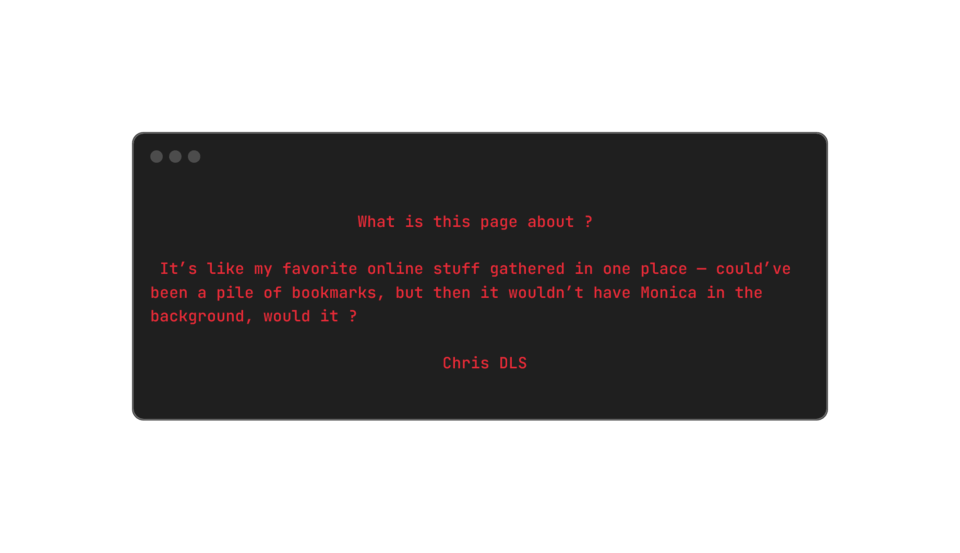 What is this page about ?
It’s like my favorite online stuff gathered in one place — could’ve
been a pile of bookmarks, but then it wouldn’t have Monica in the
background, would it ?
Chris DLS